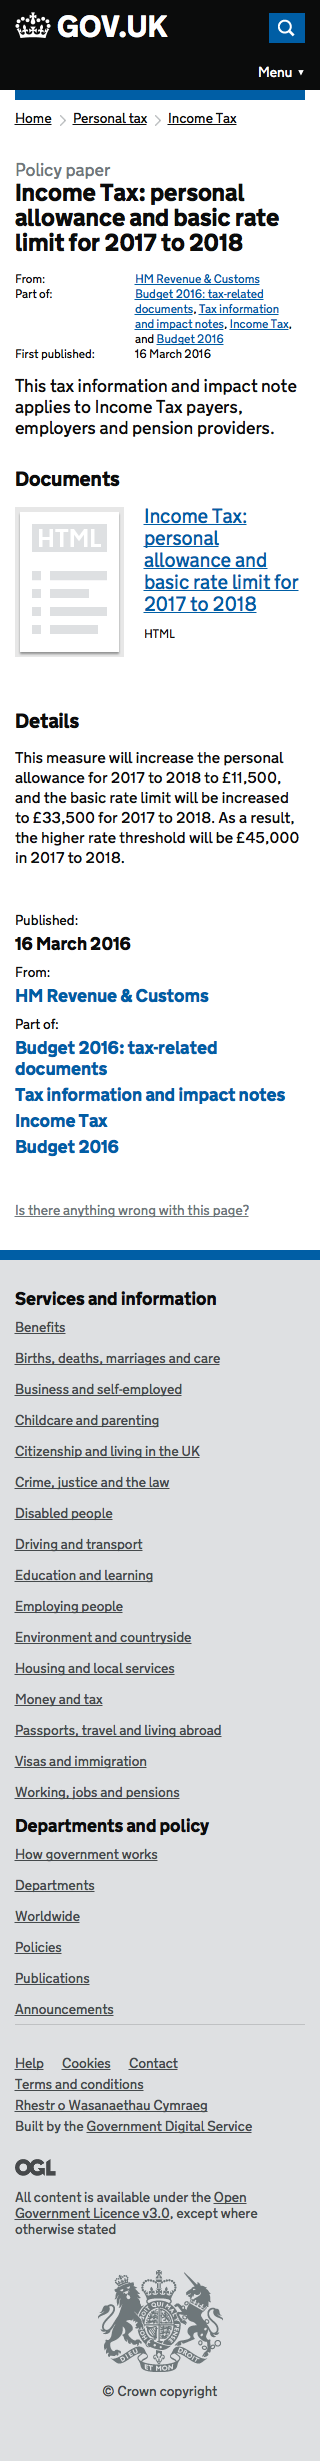 GOV.UK
Menu ▼
Home > Personal tax > Income Tax
Policy paper
Income Tax: personal
allowance and basic rate
limit for 2017 to 2018
From: HM Revenue & Customs
Part of: Budget 2016: tax-related
documents, Tax information
and impact notes, Income Tax,
and Budget 2016
First published: 16 March 2016
This tax information and impact note
applies to Income Tax payers,
employers and pension providers.
Documents
HTML
Income Tax:
personal
allowance and
basic rate limit for
2017 to 2018
HTML
Details
This measure will increase the personal
allowance for 2017 to 2018 to £11,500,
and the basic rate limit will be increased
to £33,500 for 2017 to 2018. As a result,
the higher rate threshold will be £45,000
in 2017 to 2018.
Published:
16 March 2016
From:
HM Revenue & Customs
Part of:
Budget 2016: tax-related
documents
Tax information and impact notes
Income Tax
Budget 2016
Is there anything wrong with this page?
Services and information
Benefits
Births, deaths, marriages and care
Business and self-employed
Childcare and parenting
Citizenship and living in the UK
Crime, justice and the law
Disabled people
Driving and transport
Education and learning
Employing people
Environment and countryside
Housing and local services
Money and tax
Passports, travel and living abroad
Visas and immigration
Working, jobs and pensions
Departments and policy
How government works
Departments
Worldwide
Policies
Publications
Announcements
Help Cookies Contact
Terms and conditions
Rhestr o Wasanaethau Cymraeg
Built by the Government Digital Service
OGL
All content is available under the Open
Government Licence v3.0, except where
otherwise stated
DIEU ET MON DROIT
© Crown copyright